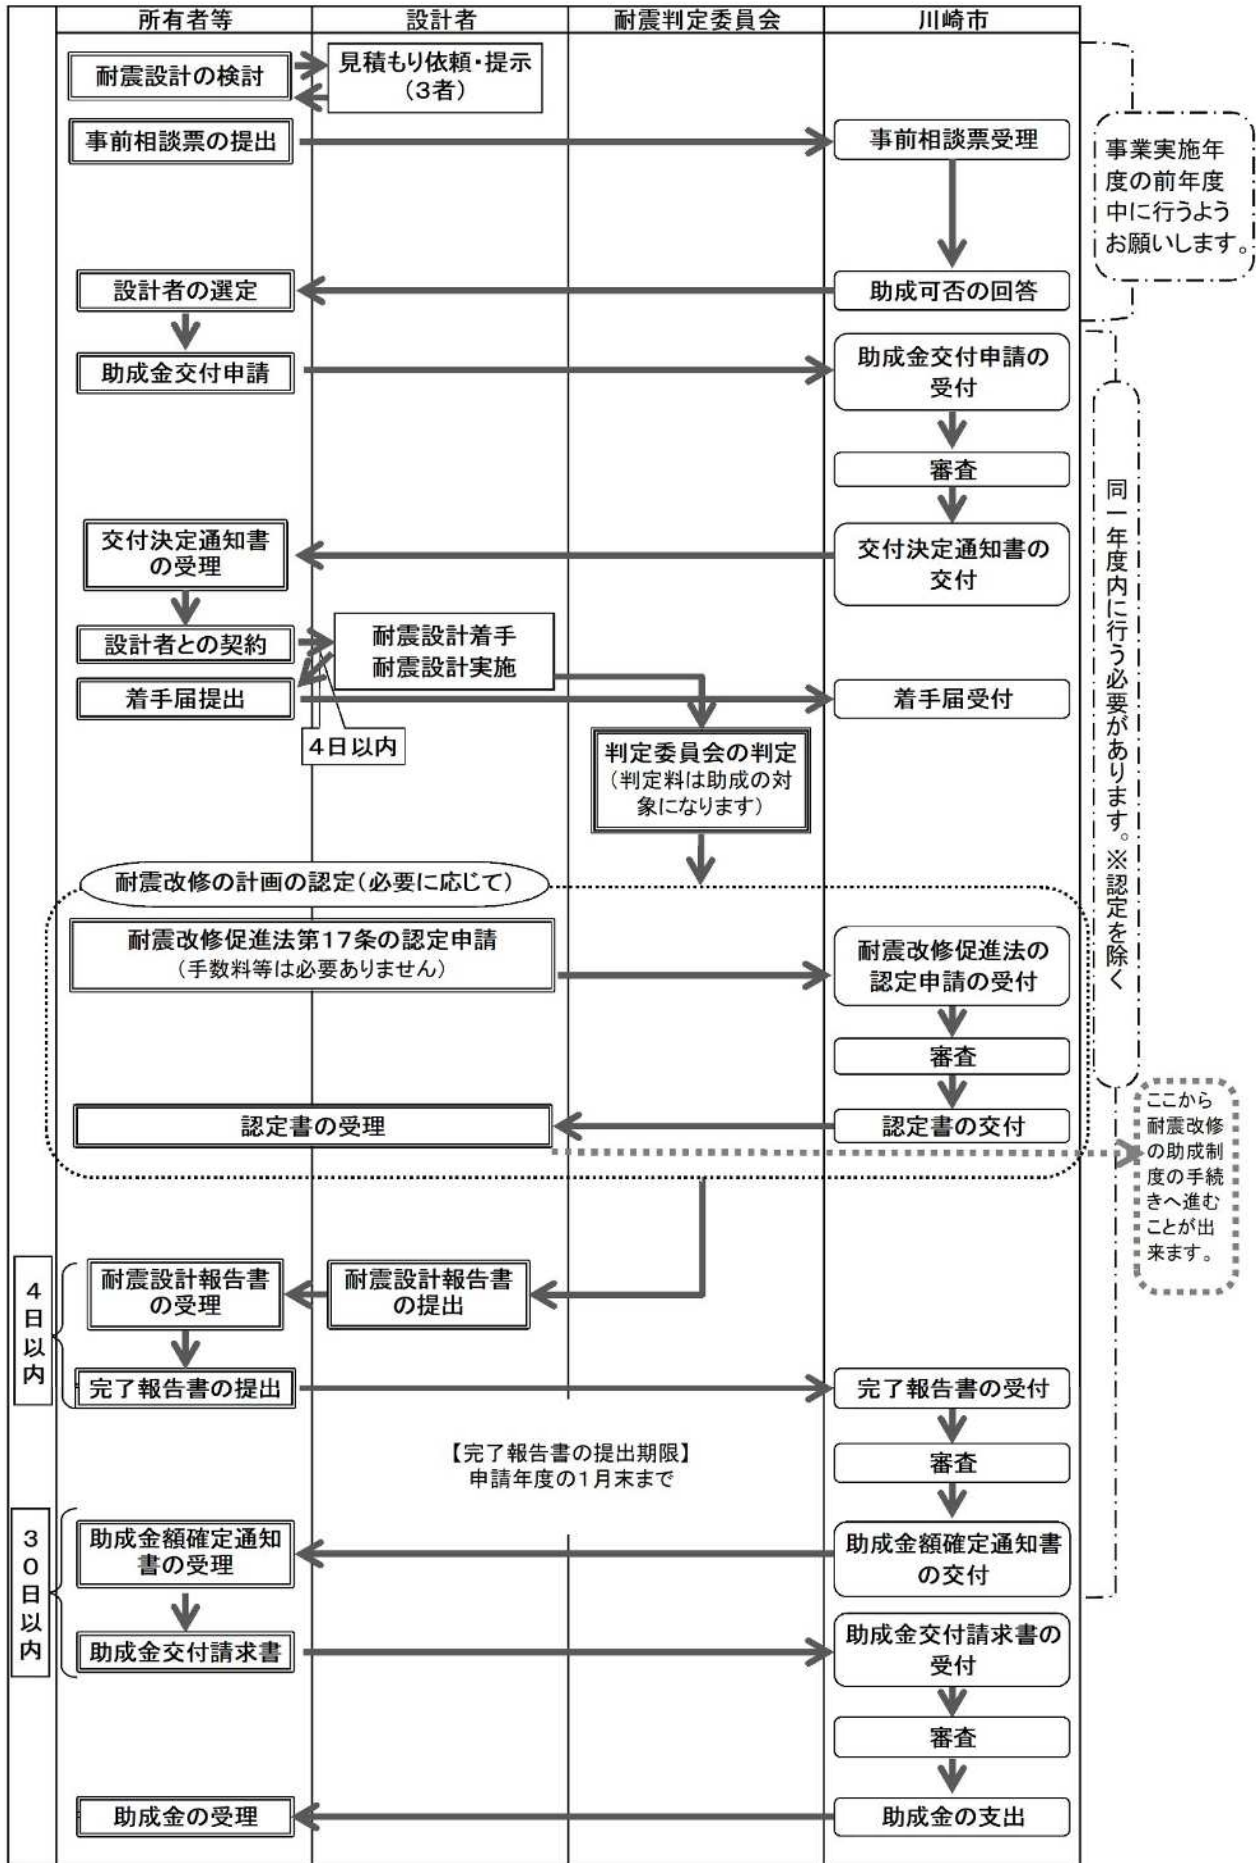 所有者等
設計者
耐震判定委員会
川崎市
耐震設計の検討
見積もり依頼・提示
(3者)
事前相談票の提出
事前相談票受理
事業実施年
度の前年度
中に行うよう
お願いします。
設計者の選定
助成可否の回答
助成金交付申請
助成金交付申請の
受付
審査
交付決定通知書
の受理
交付決定通知書の
交付
同一年度内に行う必要があります。※認定を除く
設計者との契約
耐震設計着手
耐震設計実施
着手届提出
着手届受付
4日以内
判定委員会の判定
(判定料は助成の対
象になります)
耐震改修の計画の認定(必要に応じて)
耐震改修促進法第17条の認定申請
(手数料等は必要ありません)
耐震改修促進法の
認定申請の受付
審査
認定書の受理
認定書の交付
ここから
耐震改修
の助成制
度の手続
きへ進む
ことが出
来ます。
4日以内
耐震設計報告書
の受理
耐震設計報告書
の提出
完了報告書の提出
完了報告書の受付
【完了報告書の提出期限】
申請年度の1月末まで
審査
30日以内
助成金額確定通知
書の受理
助成金額確定通知書
の交付
助成金交付請求書
助成金交付請求書の
受付
審査
助成金の受理
助成金の支出